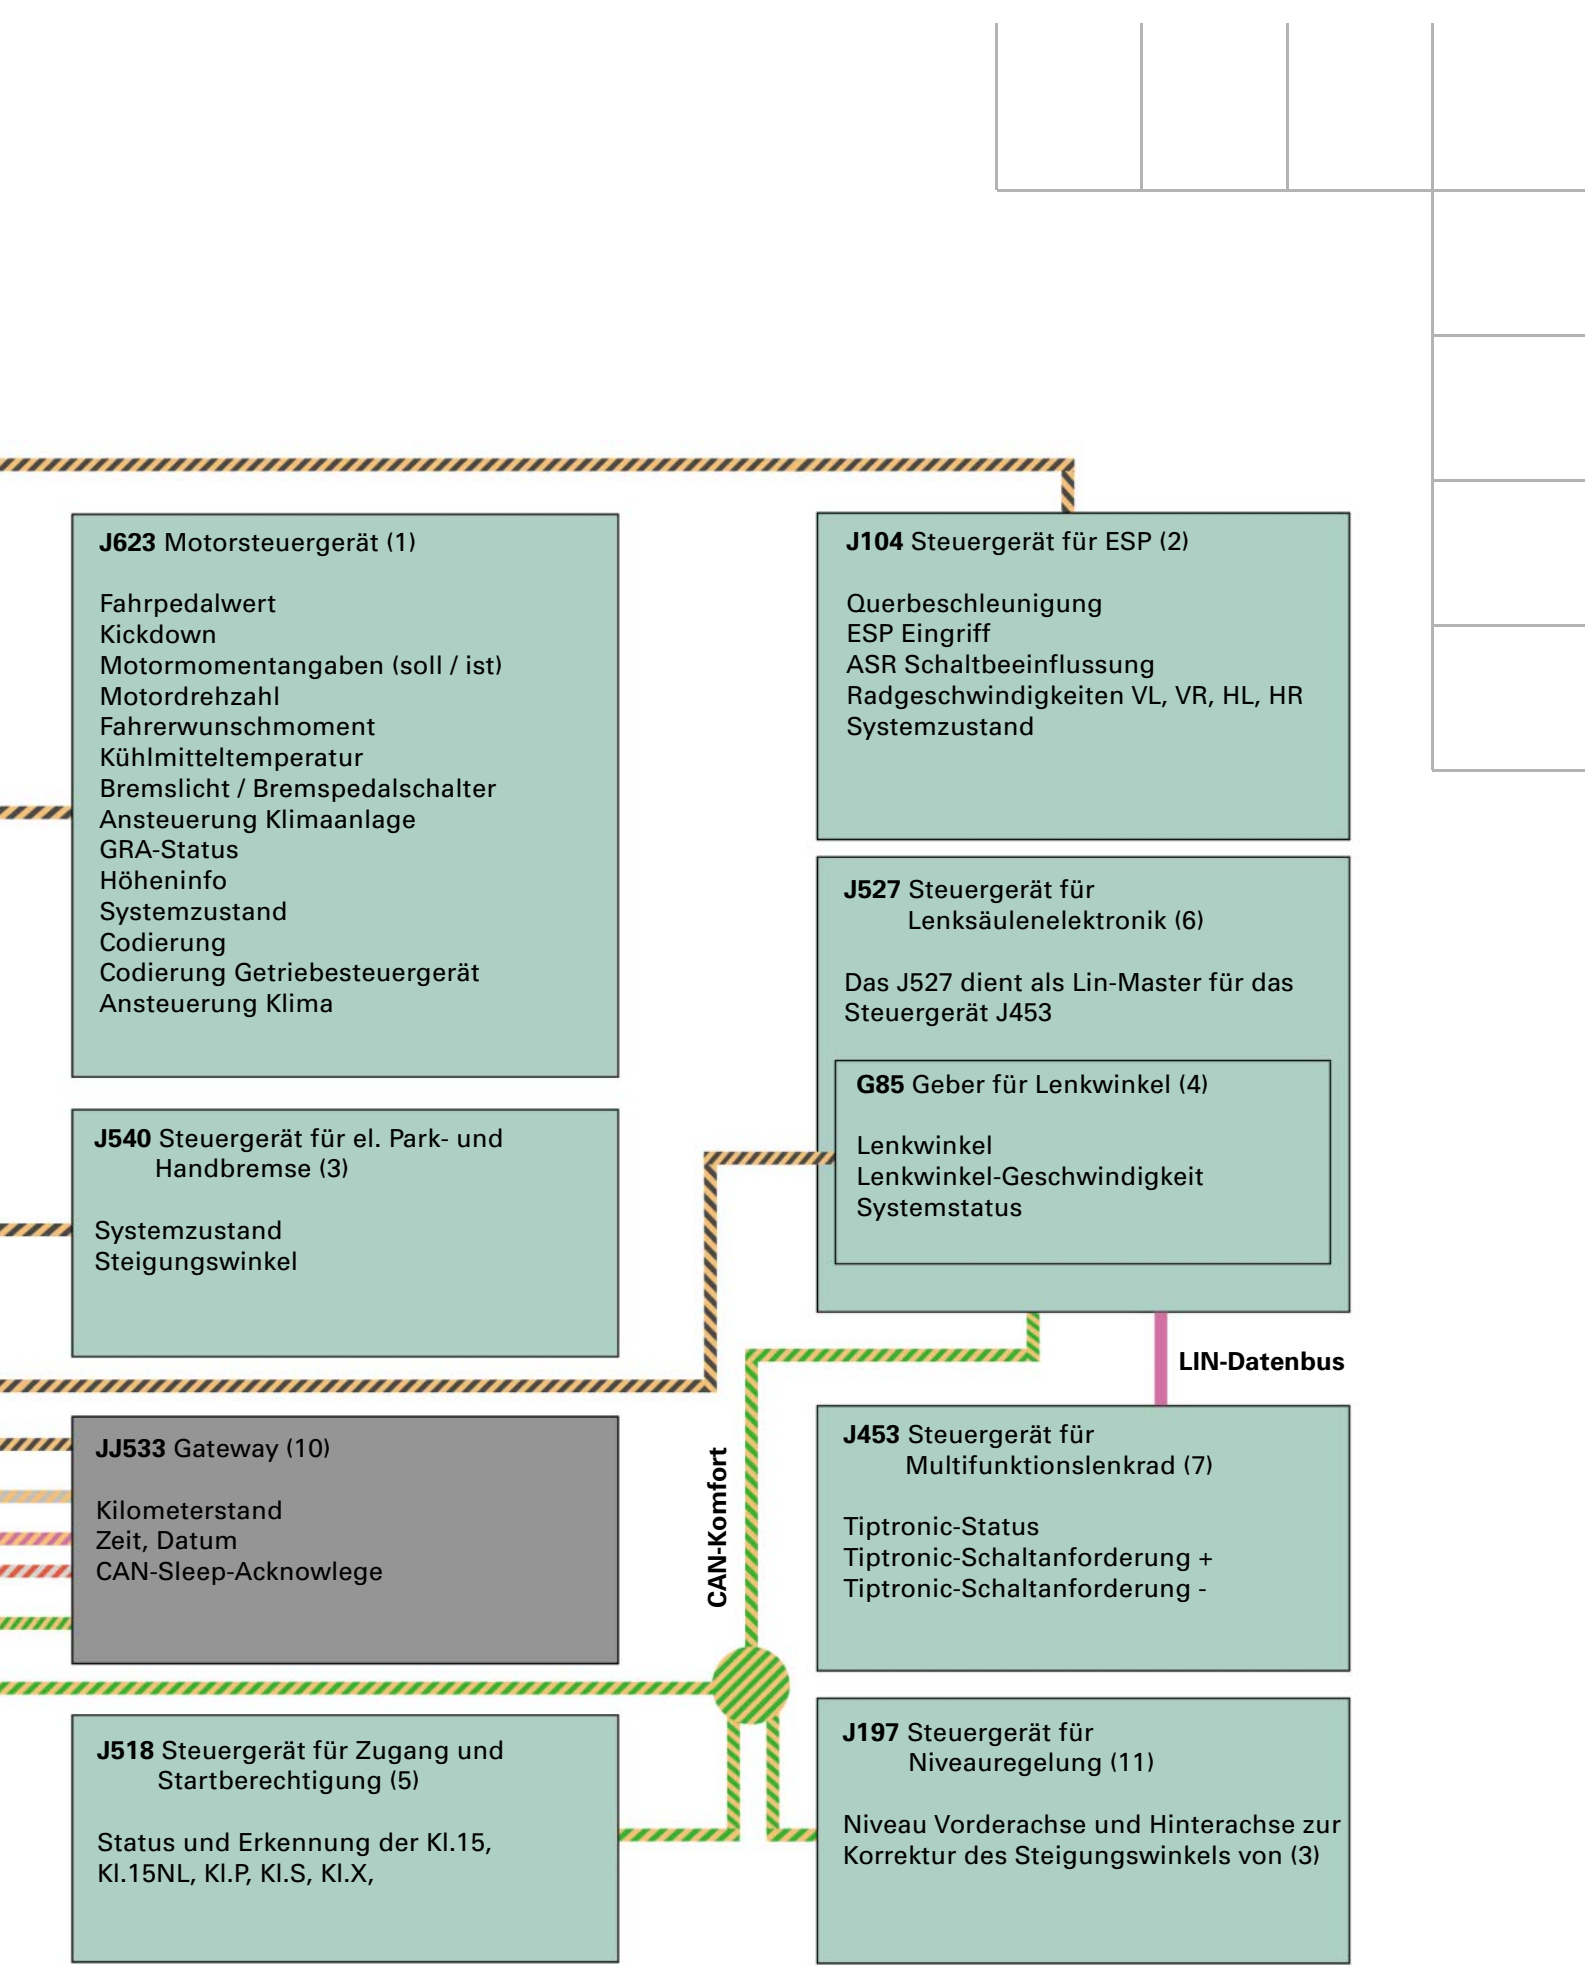 J623 Motorsteuergerät (1)
Fahrpedalwert
Kickdown
Motormomentangaben (soll / ist)
Motordrehzahl
Fahrerwunschmoment
Kühlmitteltemperatur
Bremslicht / Bremspedalschalter
Ansteuerung Klimaanlage
GRA-Status
Höheninfo
Systemzustand
Codierung
Codierung Getriebesteuergerät
Ansteuerung Klima
J104 Steuergerät für ESP (2)
Querbeschleunigung
ESP Eingriff
ASR Schaltbeeinflussung
Radgeschwindigkeiten VL, VR, HL, HR
Systemzustand
J527 Steuergerät für
Lenksäulenelektronik (6)
Das J527 dient als Lin-Master für das
Steuergerät J453
G85 Geber für Lenkwinkel (4)
Lenkwinkel
Lenkwinkel-Geschwindigkeit
Systemstatus
J540 Steuergerät für el. Park- und
Handbremse (3)
Systemzustand
Steigungswinkel
LIN-Datenbus
JJ533 Gateway (10)
Kilometerstand
Zeit, Datum
CAN-Sleep-Acknowlege
CAN-Komfort
J453 Steuergerät für
Multifunktionslenkrad (7)
Tiptronic-Status
Tiptronic-Schaltanforderung +
Tiptronic-Schaltanforderung -
J518 Steuergerät für Zugang und
Startberechtigung (5)
Status und Erkennung der Kl.15,
Kl.15NL, Kl.P, Kl.S, Kl.X,
J197 Steuergerät für
Niveauregelung (11)
Niveau Vorderachse und Hinterachse zur
Korrektur des Steigungswinkels von (3)